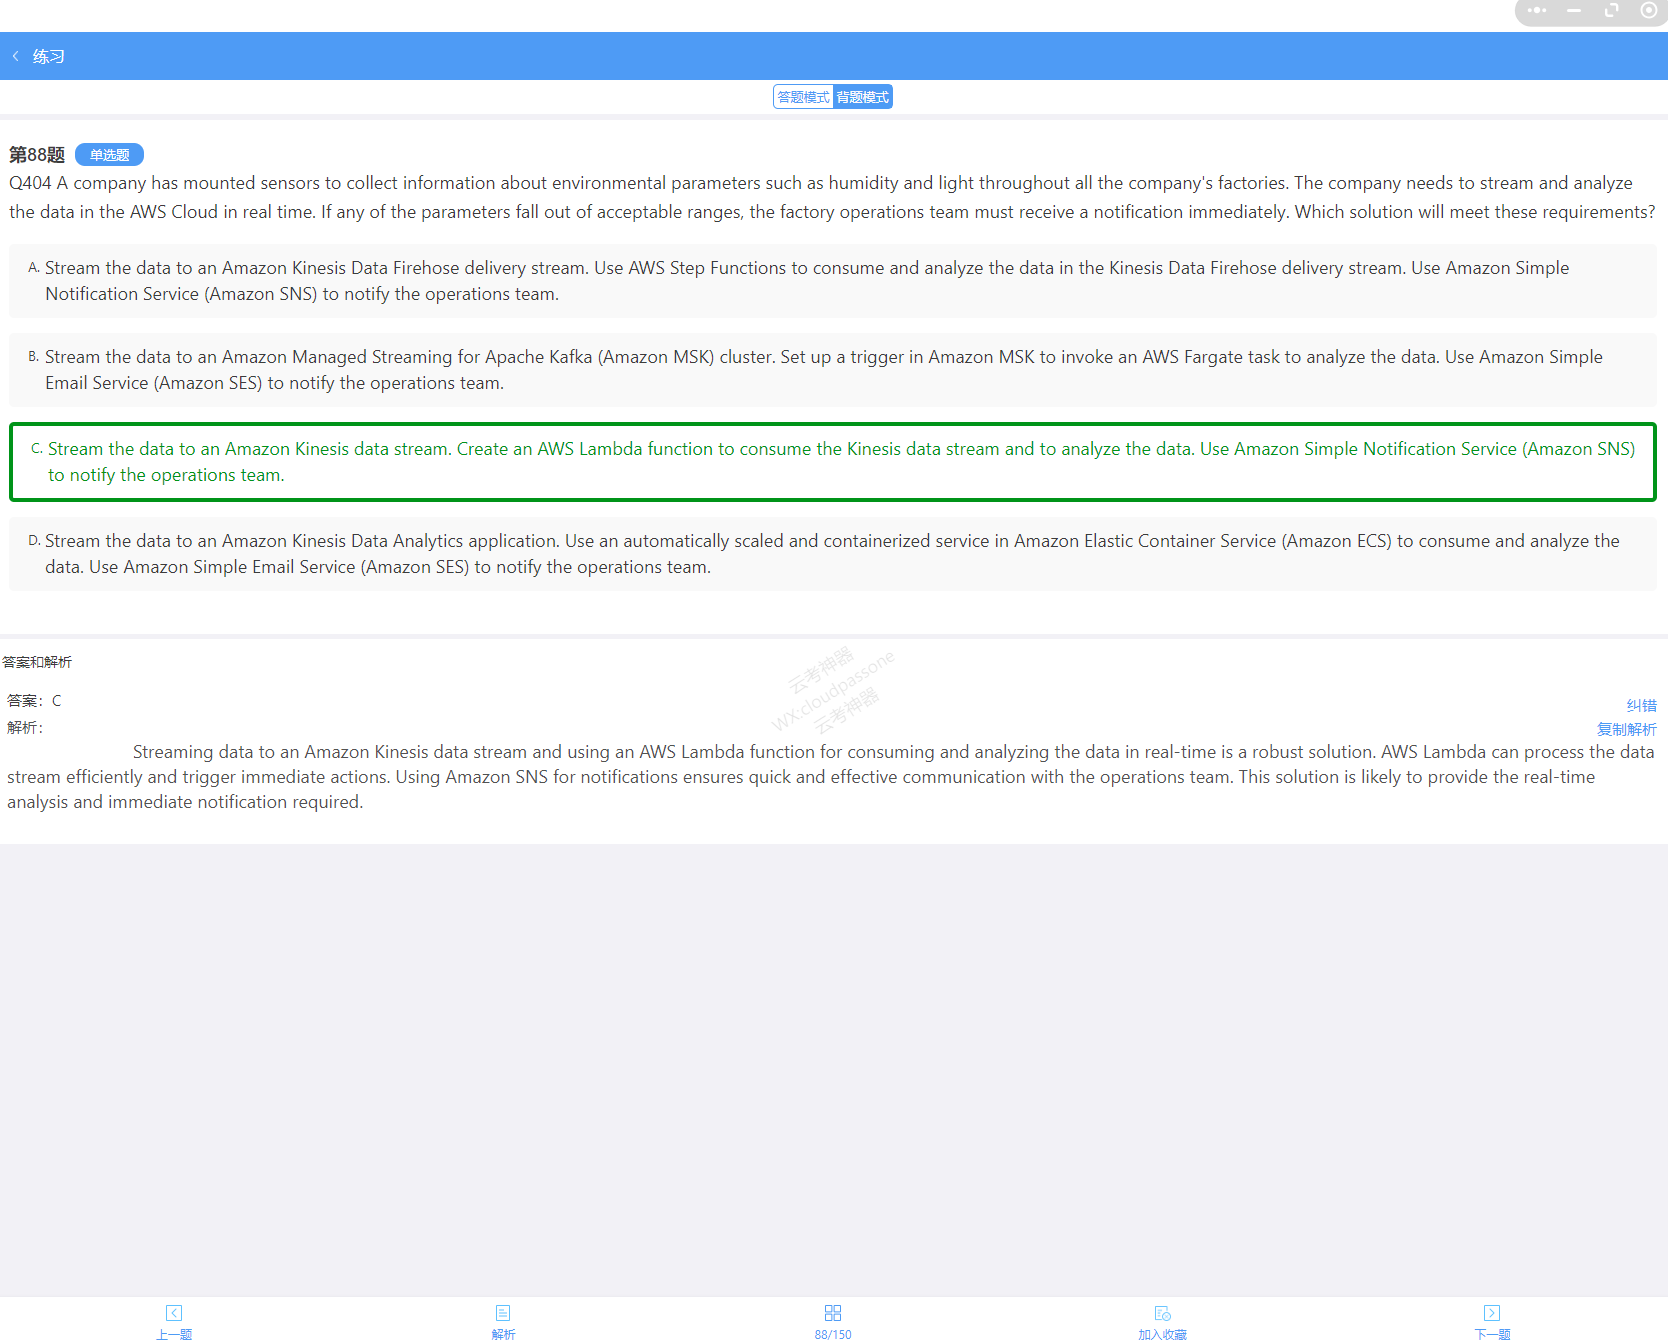 练习
答题模式 背题模式
第88题 单选题
Q404 A company has mounted sensors to collect information about environmental parameters such as humidity and light throughout all the company's factories. The company needs to stream and analyze
the data in the AWS Cloud in real time. If any of the parameters fall out of acceptable ranges, the factory operations team must receive a notification immediately. Which solution will meet these requirements?
A. Stream the data to an Amazon Kinesis Data Firehose delivery stream. Use AWS Step Functions to consume and analyze the data in the Kinesis Data Firehose delivery stream. Use Amazon Simple
Notification Service (Amazon SNS) to notify the operations team.
B. Stream the data to an Amazon Managed Streaming for Apache Kafka (Amazon MSK) cluster. Set up a trigger in Amazon MSK to invoke an AWS Fargate task to analyze the data. Use Amazon Simple
Email Service (Amazon SES) to notify the operations team.
C. Stream the data to an Amazon Kinesis data stream. Create an AWS Lambda function to consume the Kinesis data stream and to analyze the data. Use Amazon Simple Notification Service (Amazon SNS)
to notify the operations team.
D. Stream the data to an Amazon Kinesis Data Analytics application. Use an automatically scaled and containerized service in Amazon Elastic Container Service (Amazon ECS) to consume and analyze the
data. Use Amazon Simple Email Service (Amazon SES) to notify the operations team.
答案和解析
云考神器
WX:cloudpassone
云考神器
答案：C
纠错
解析：
复制解析
Streaming data to an Amazon Kinesis data stream and using an AWS Lambda function for consuming and analyzing the data in real-time is a robust solution. AWS Lambda can process the data
stream efficiently and trigger immediate actions. Using Amazon SNS for notifications ensures quick and effective communication with the operations team. This solution is likely to provide the real-time
analysis and immediate notification required.
上一题 解析 88/150 加入收藏 下一题